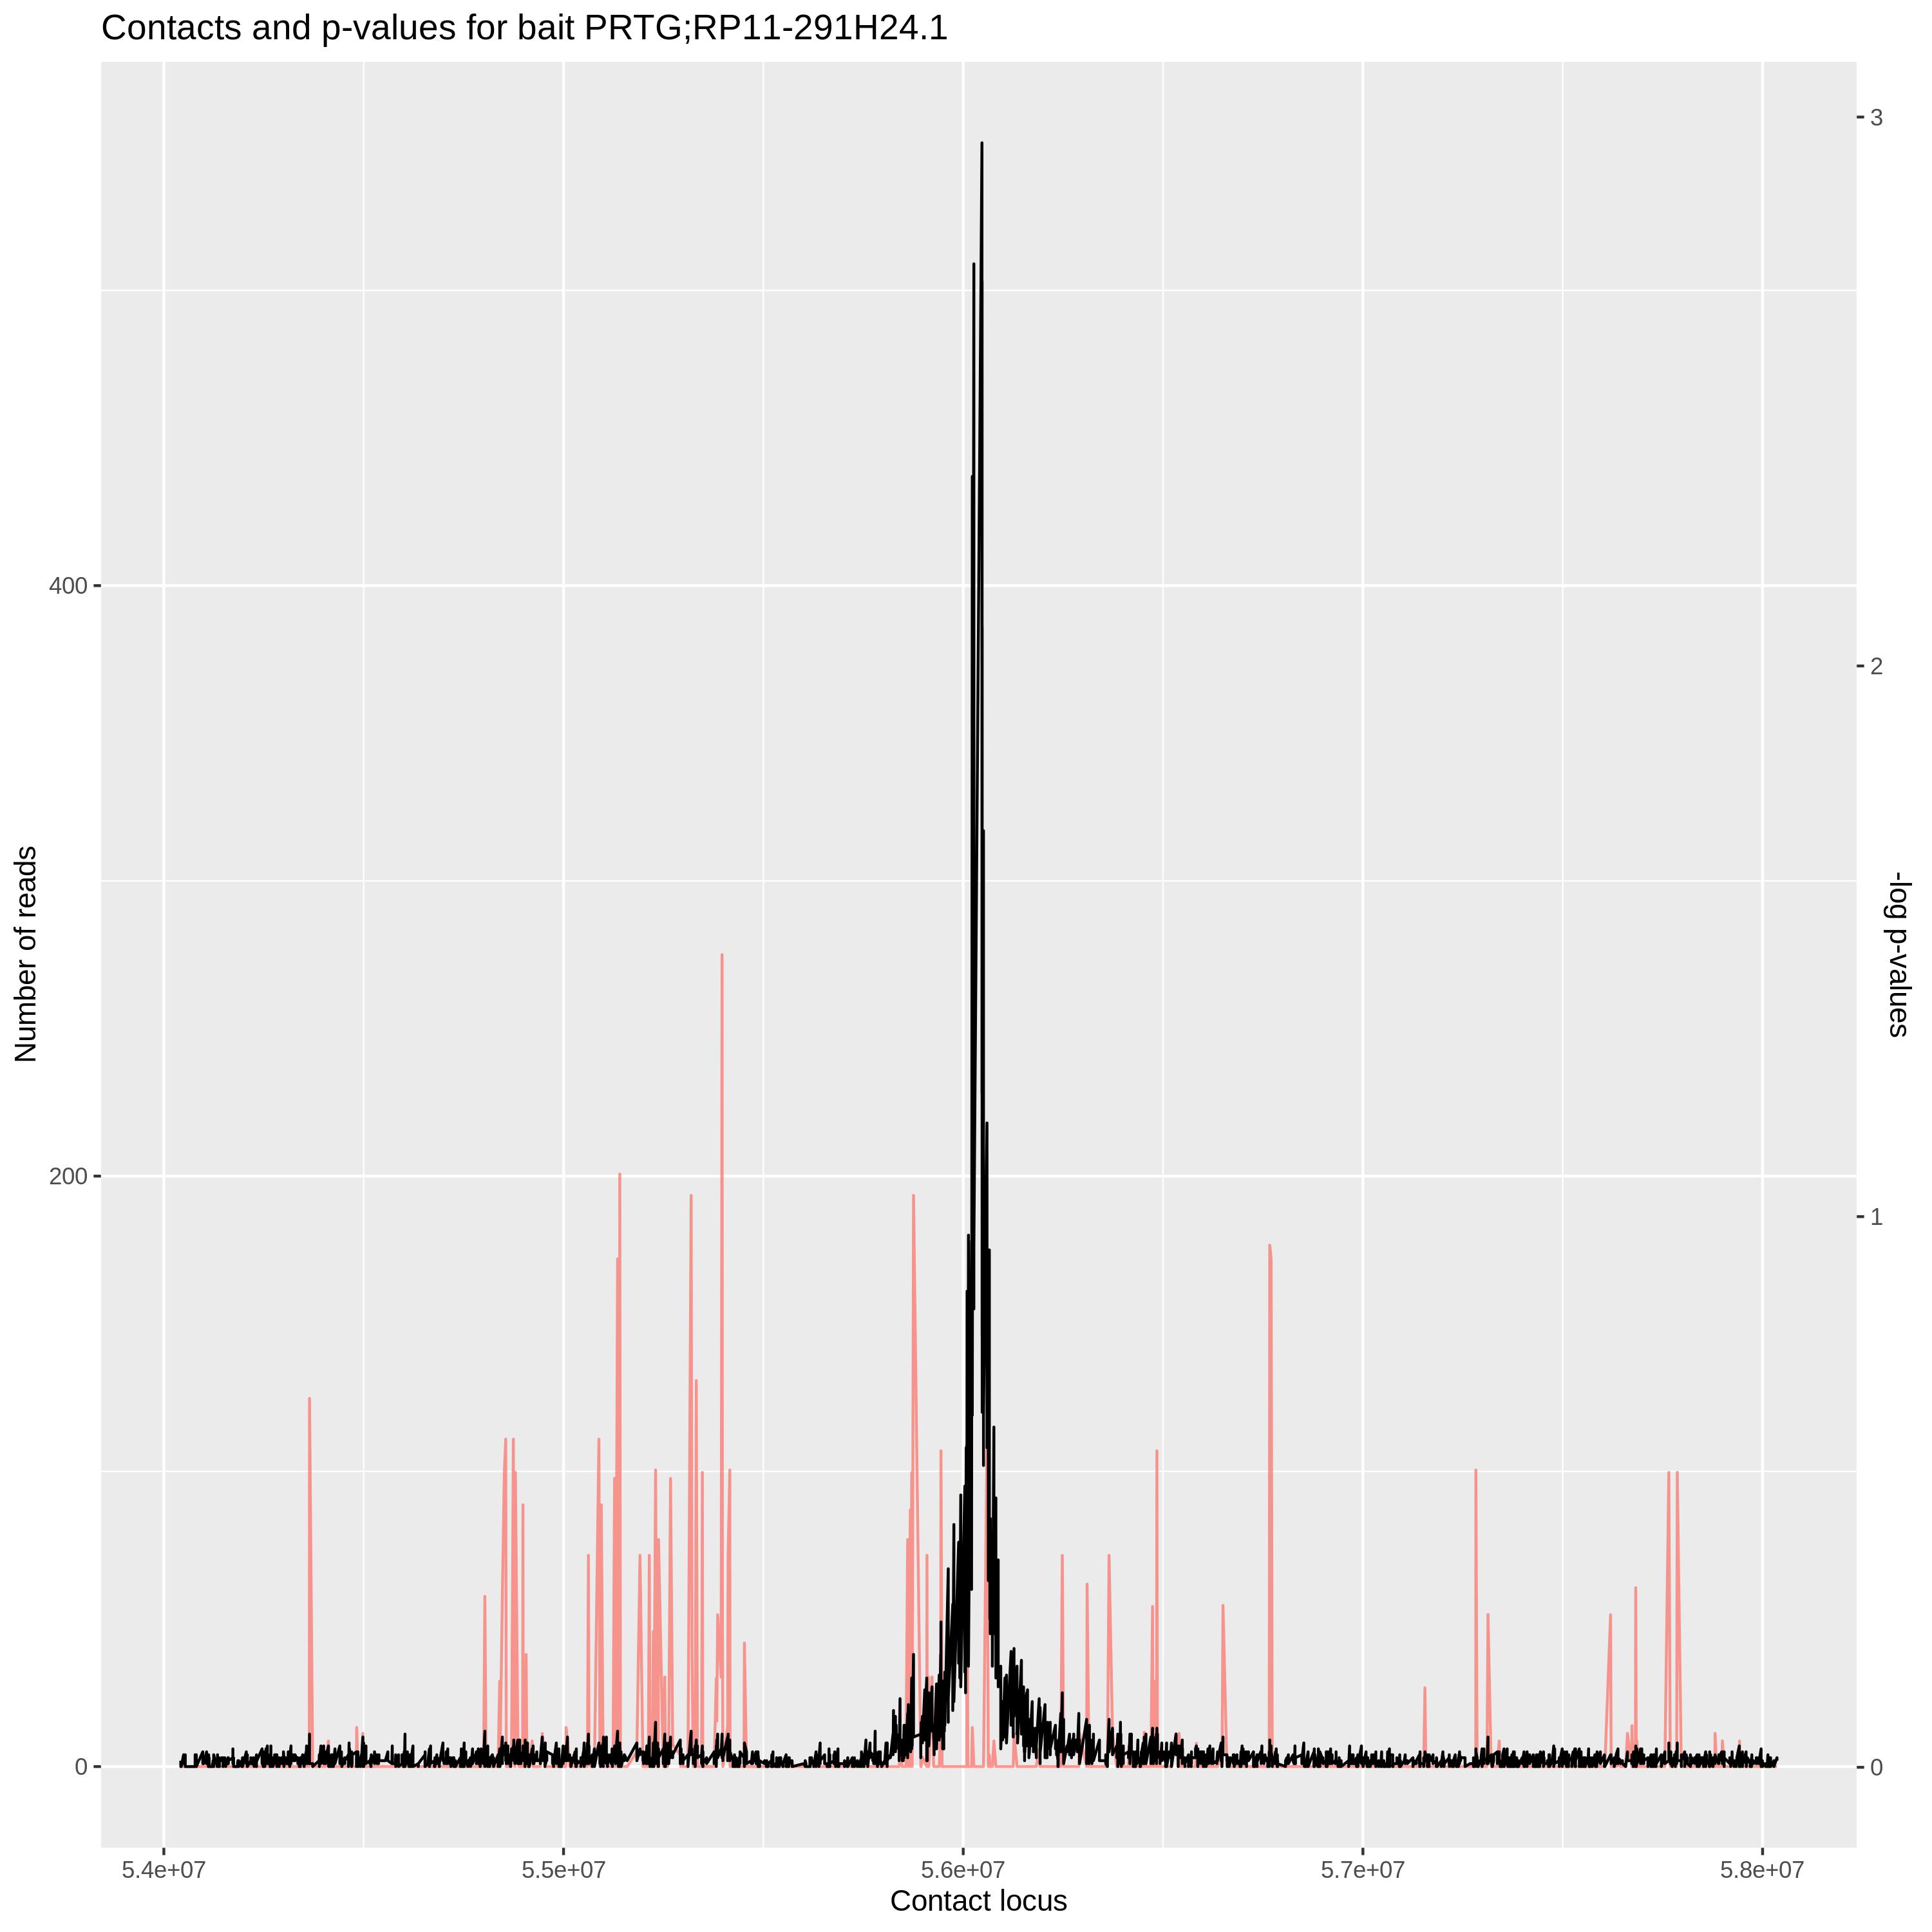 Contacts and p-values for bait PRTG;RP11-291H24.1
3
400
2
Number of reads
-log p-values
200
1
0
0
5.4e+07
5.5e+07
5.6e+07
5.7e+07
5.8e+07
Contact locus